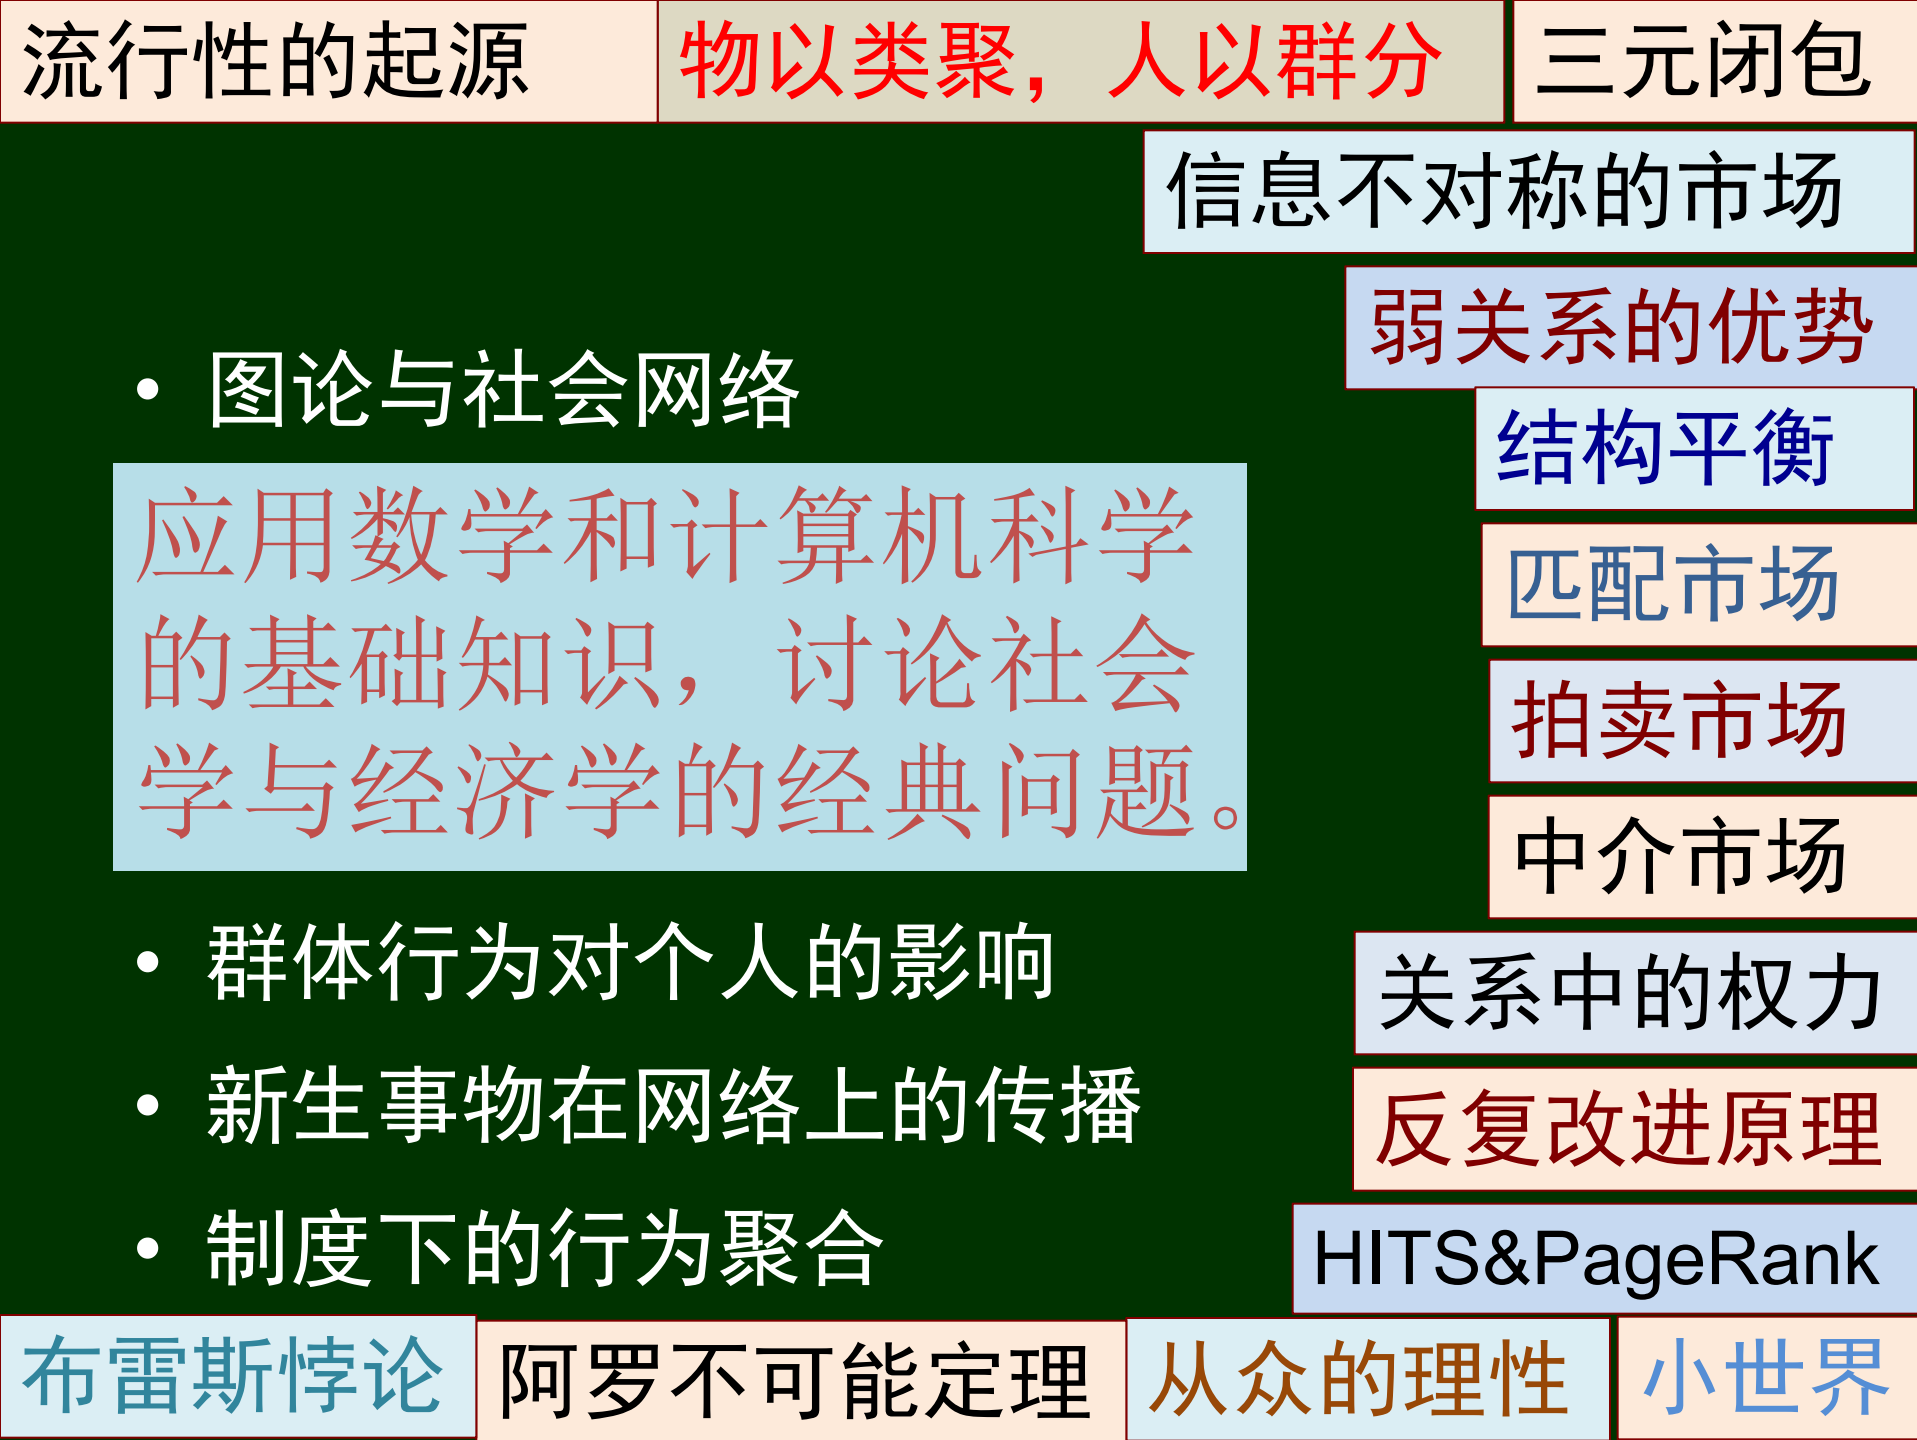 流行性的起源
物以类聚，人以群分
三元闭包
信息不对称的市场
弱关系的优势
• 图论与社会网络
结构平衡
应用数学和计算机科学
的基础知识，讨论社会
学与经济学的经典问题。
匹配市场
拍卖市场
中介市场
• 群体行为对个人的影响
关系中的权力
• 新生事物在网络上的传播
反复改进原理
• 制度下的行为聚合
HITS&PageRank
布雷斯悖论
阿罗不可能定理
从众的理性
小世界